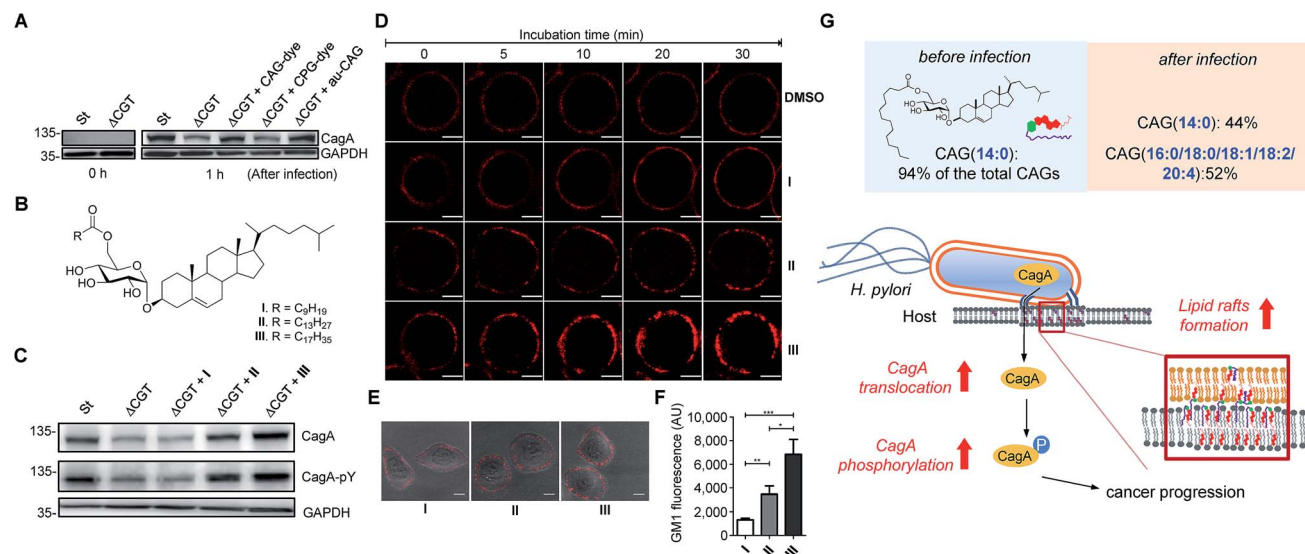 A
St
ΔCGT
St
ΔCGT
ΔCGT + CAG-dye
ΔCGT + CPG-dye
ΔCGT + au-CAG
135-
CagA
35-
GAPDH
0 h
1 h
(After infection)
B
O
R
O
HO
O
HO
HO
O
I. R = C9H19
II. R = C13H27
III. R = C17H35
C
St
ΔCGT
ΔCGT + I
ΔCGT + II
ΔCGT + III
135-
CagA
135-
CagA-pY
35-
GAPDH
D
Incubation time (min)
0
5
10
20
30
DMSO
I
II
III
E
I
II
III
F
GM1 fluorescence (AU)
10,000
8,000
6,000
4,000
2,000
0
***
*
**
I
II
III
G
before infection
O
O
HO
O
HO
HO
O
CAG(14:0):
94% of the total CAGs
after infection
CAG(14:0): 44%
CAG(16:0/18:0/18:1/18:2/
20:4):52%
CagA
H. pylori
Host
Lipid rafts
formation
CagA
translocation
CagA
CagA
phosphorylation
CagA
P
cancer progression